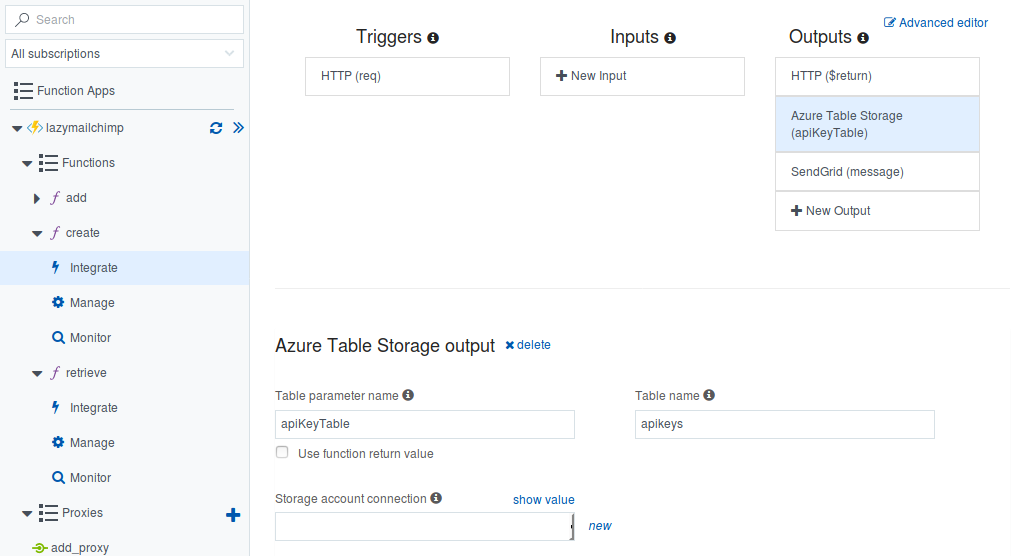 Search
All subscriptions
Function Apps
lazymailchimp
Functions
add
create
Integrate
Manage
Monitor
retrieve
Integrate
Manage
Monitor
Proxies
add_proxy
Advanced editor
Triggers
HTTP (req)
Inputs
New Input
Outputs
HTTP ($return)
Azure Table Storage
(apiKeyTable)
SendGrid (message)
New Output
Azure Table Storage output
delete
Table parameter name
apiKeyTable
Use function return value
Table name
apikeys
Storage account connection
show value
new